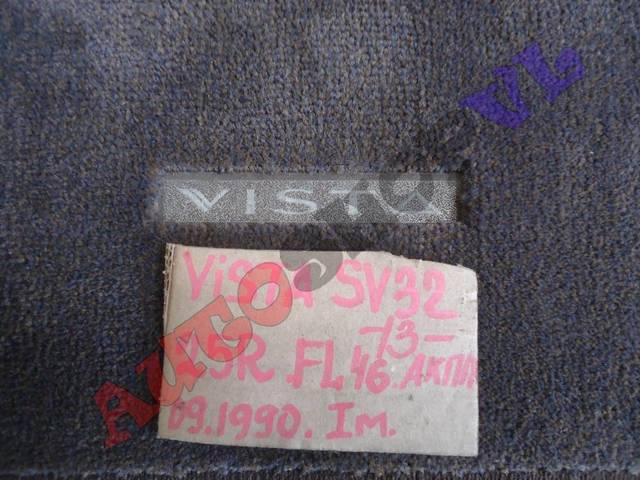 VISTA
VISTA SV32
-13-
.FL 46. АКПП
09.1990. Im.
AUTO
VL